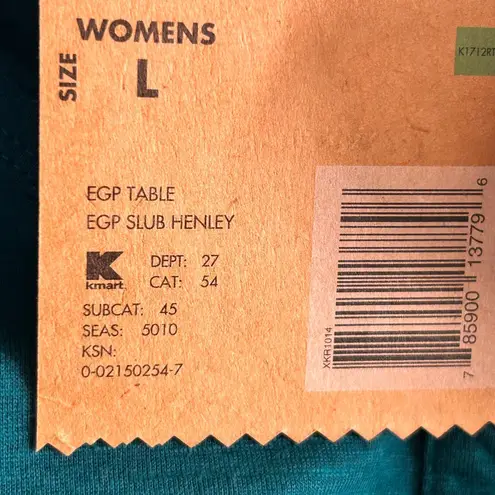 WOMENS
SIZE
L
K1712R
EGP TABLE
EGP SLUB HENLEY
K
kmart
DEPT: 27
CAT: 54
SUBCAT: 45
SEAS: 5010
KSN:
0-02150254-7
XKR1014
7 85900 13779 6